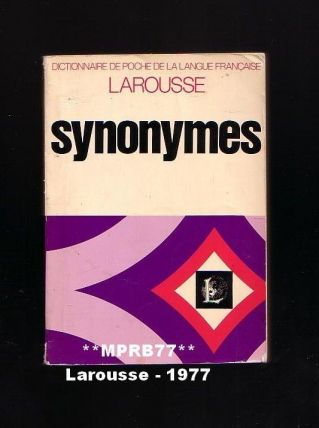 DICTIONNAIRE DE POCHE DE LA LANGUE FRANÇAISE
LAROUSSE
synonymes
L
**MPRB77**
Larousse - 1977